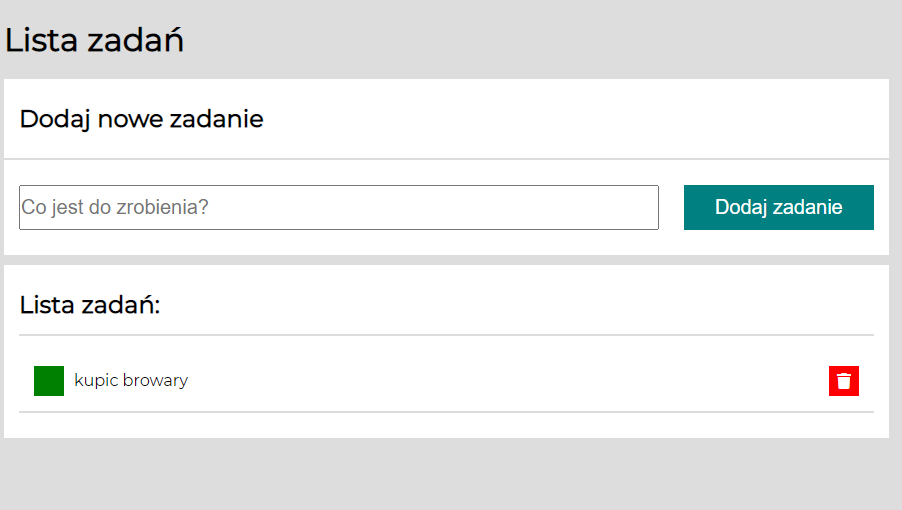 Lista zadań
Dodaj nowe zadanie
Co jest do zrobienia?
Dodaj zadanie
Lista zadań:
kupic browary